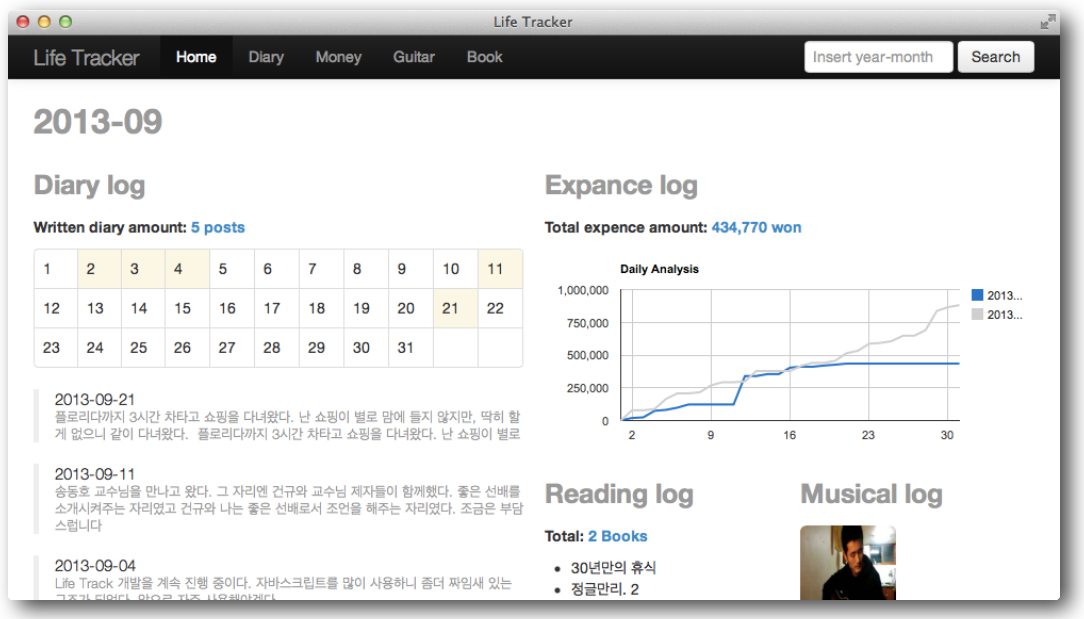 Life Tracker
Life Tracker Home Diary Money Guitar Book Insert year-month Search
2013-09
Diary log
Written diary amount: 5 posts
1 2 3 4 5 6 7 8 9 10 11
12 13 14 15 16 17 18 19 20 21 22
23 24 25 26 27 28 29 30 31
2013-09-21
플로리다까지 3시간 차타고 쇼핑을 다녀왔다. 난 쇼핑이 별로 맘에 들지 않지만, 딱히 할
게 없으니 같이 다녀왔다. 플로리다까지 3시간 차타고 쇼핑을 다녀왔다. 난 쇼핑이 별로
2013-09-11
송동호 교수님을 만나고 왔다. 그 자리엔 건규와 교수님 제자들이 함께했다. 좋은 선배를
소개시켜주는 자리였고 건규와 나는 좋은 선배로서 조언을 해주는 자리였다. 조금은 부담
스럽니다
2013-09-04
Life Track 개발을 계속 진행 중이다. 자바스크립트를 많이 사용하니 좀더 짜임새 있는
Expance log
Total expence amount: 434,770 won
Daily Analysis
1,000,000
750,000
500,000
250,000
0
2 9 16 23 30
2013...
2013...
Reading log
Total: 2 Books
30년만의 휴식
정글만리. 2
Musical log